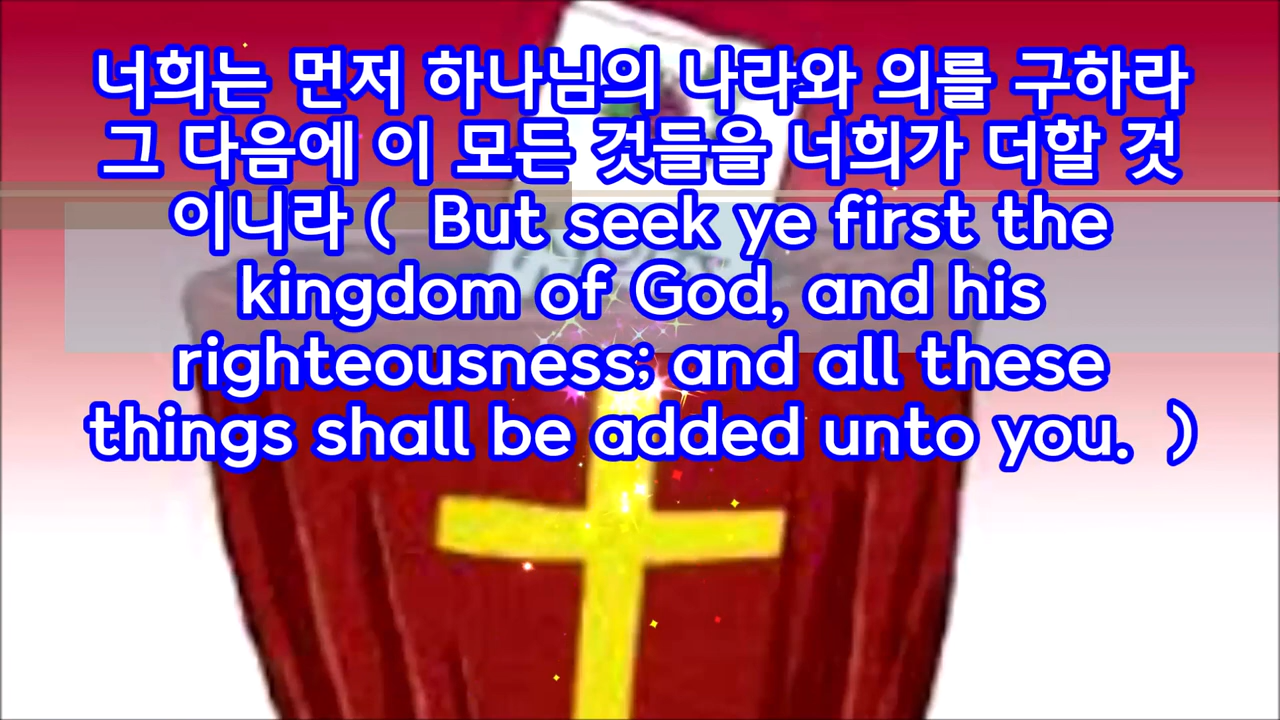 너희는 먼저 하나님의 나라와 의를 구하라
그 다음에 이 모든 것들을 너희가 더할 것
이니라 ( But seek ye first the
kingdom of God, and his
righteousness; and all these
things shall be added unto you. )